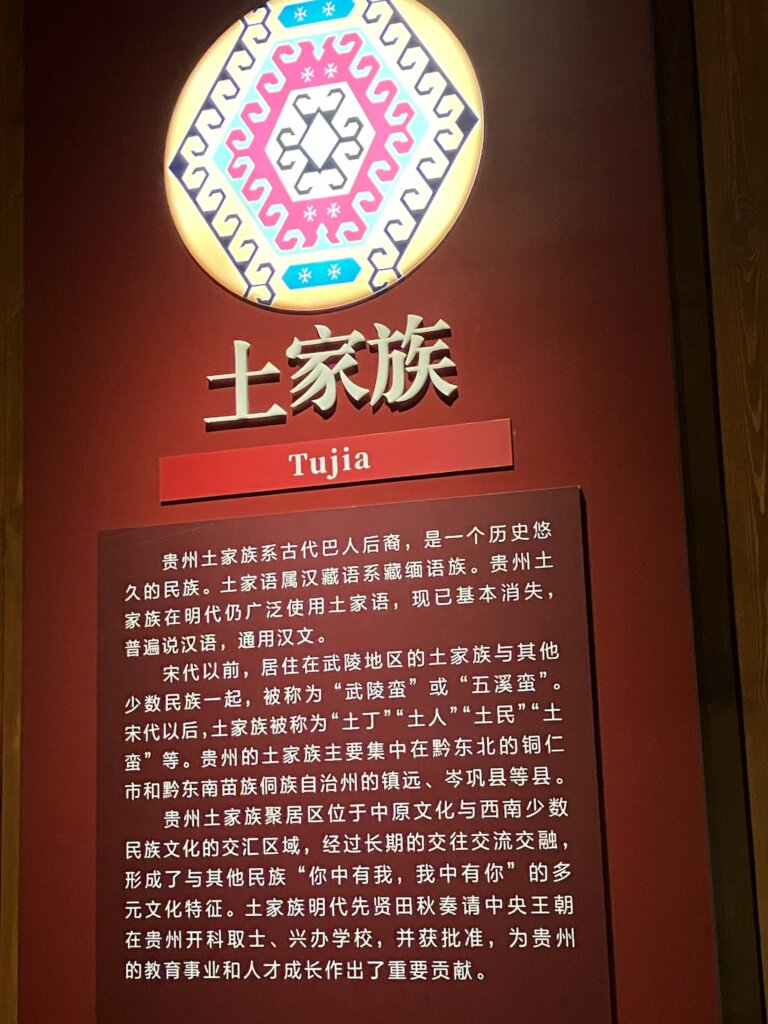 土家族
Tujia
贵州土家族系古代巴人后裔，是一个历史悠
久的民族。土家语属汉藏语系藏缅语族。贵州土
家族在明代仍广泛使用土家语，现已基本消失，
普遍说汉语，通用汉文。
宋代以前，居住在武陵地区的土家族与其他
少数民族一起，被称为“武陵蛮”或“五溪蛮”。
宋代以后，土家族被称为“土丁”“土人”“土民”“土
蛮”等。贵州的土家族主要集中在黔东北的铜仁
市和黔东南苗族侗族自治州的镇远、岑巩县等县。
贵州土家族聚居区位于中原文化与西南少数
民族文化的交汇区域，经过长期的交往交流交融，
形成了与其他民族“你中有我，我中有你”的多
元文化特征。土家族明代先贤田秋奏请中央王朝
在贵州开科取士、兴办学校，并获批准，为贵州
的教育事业和人才成长作出了重要贡献。